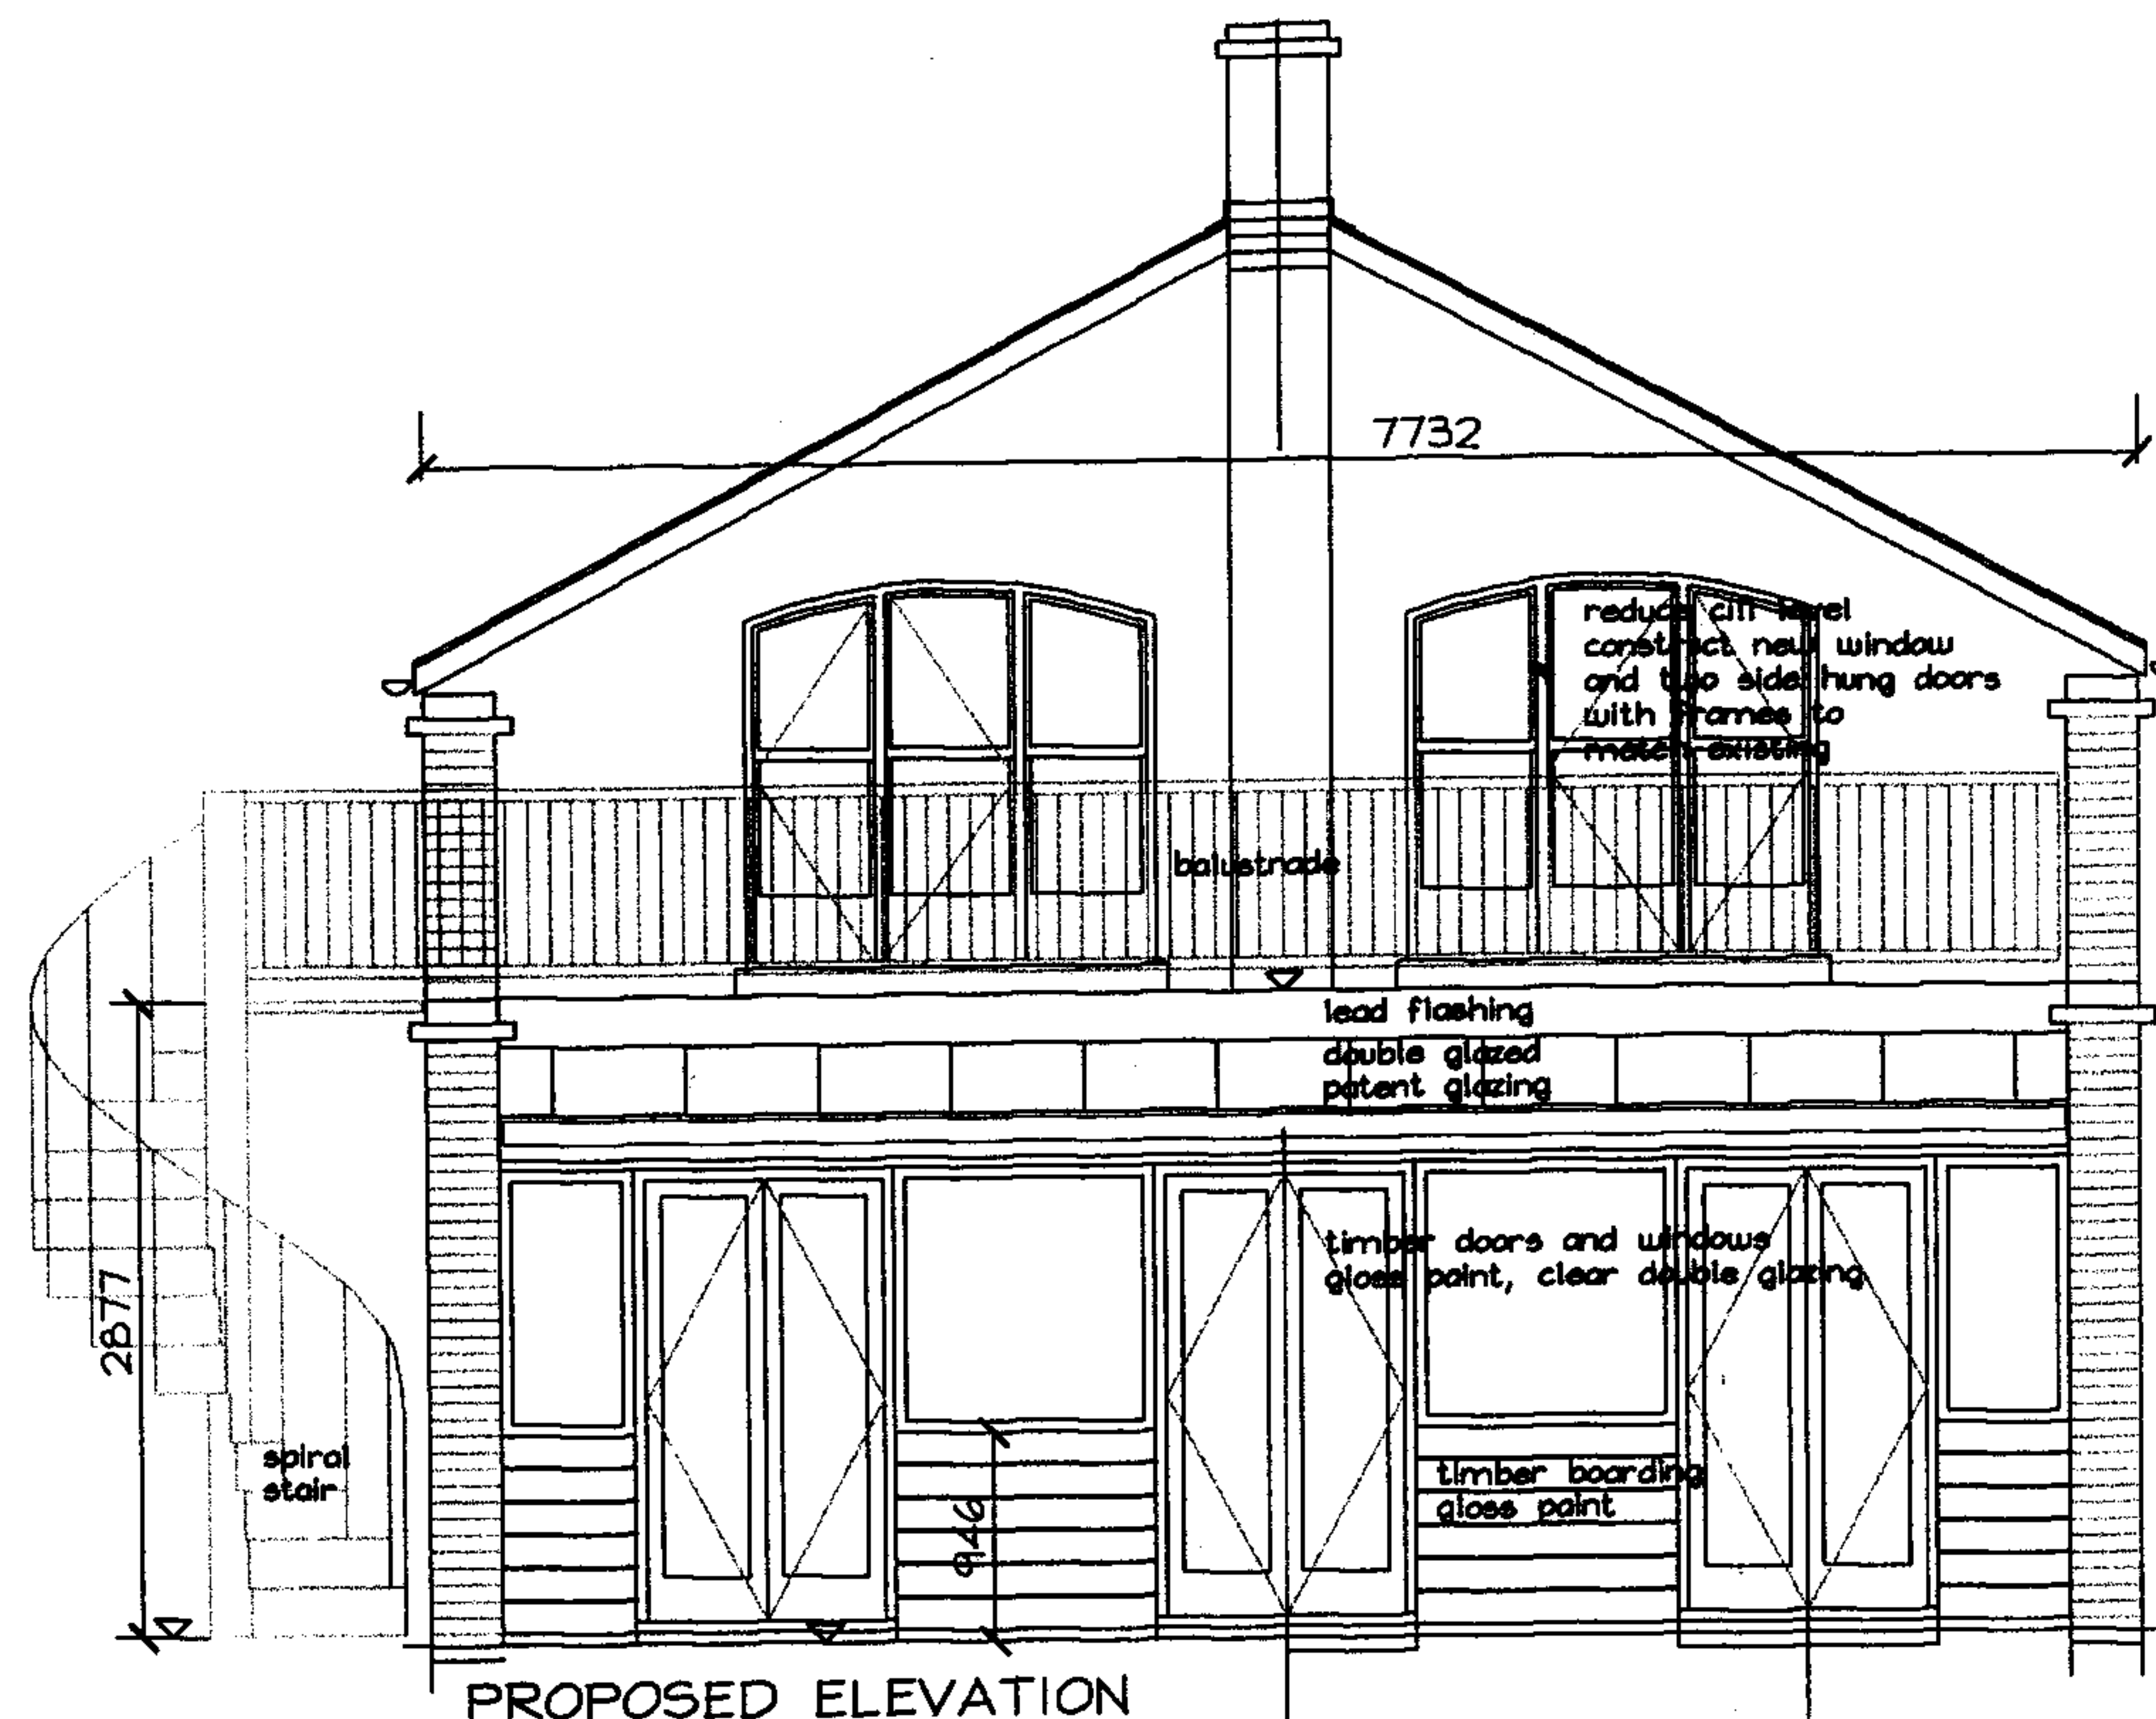 7732
reduce cill level
construct new window
and two side hung doors
with frames to
match existing
balustrade
lead flashing
double glazed
patent glazing
timber doors and windows
gloss paint, clear double glazing
2877
spiral
stair
946
timber boarding
gloss paint
PROPOSED ELEVATION